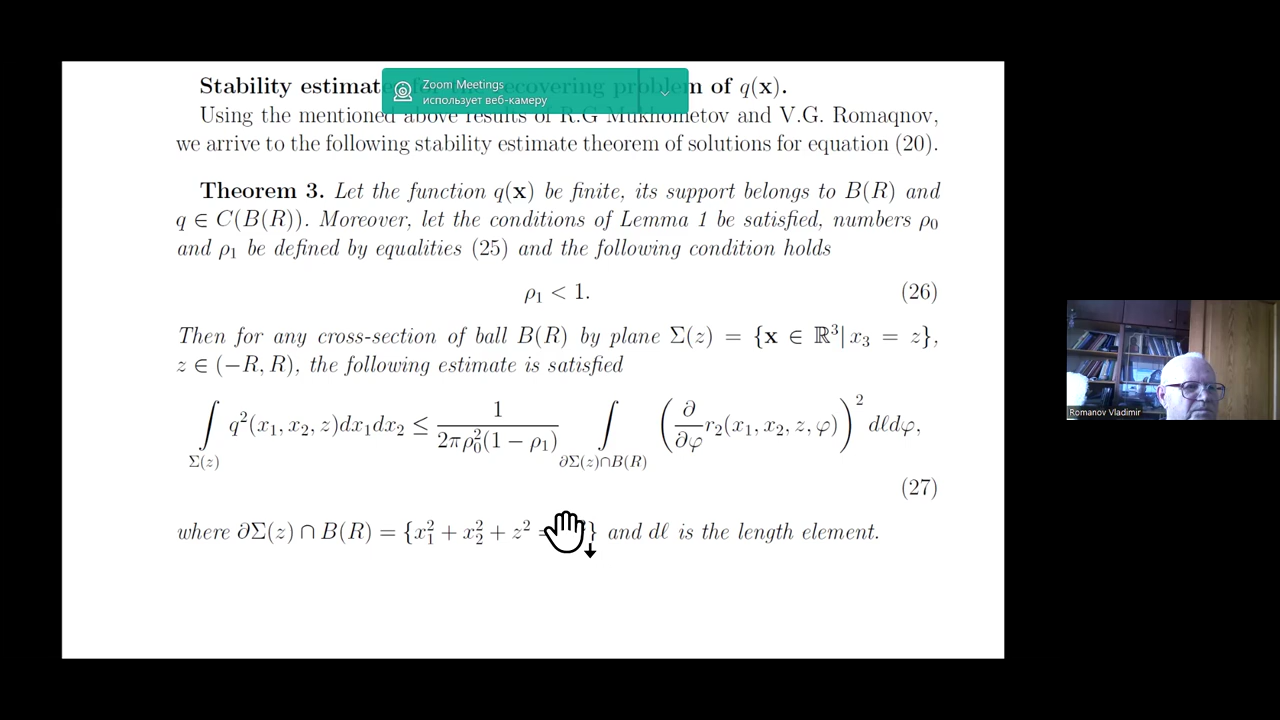 Stability estimate
m of q(x).
Zoom Meetings
использует веб-камеру
Using the mentioned above results of R.G Mukhometov and V.G. Romaqnov,
we arrive to the following stability estimate theorem of solutions for equation (20).
Theorem 3. Let the function q(x) be finite, its support belongs to B(R) and
q ∈ C(B(R)). Moreover, let the conditions of Lemma 1 be satisfied, numbers ρ₀
and ρ₁ be defined by equalities (25) and the following condition holds
ρ₁ < 1. (26)
Then for any cross-section of ball B(R) by plane Σ(z) = {x ∈ ℝ³| x₃ = z},
z ∈ (−R, R), the following estimate is satisfied
∫_{Σ(z)} q²(x₁, x₂, z)dx₁dx₂ ≤ 1/(2πρ₀²(1 − ρ₁)) ∫_{∂Σ(z)∩B(R)} (∂/∂φ r₂(x₁, x₂, z, φ))² dℓdφ,
(27)
where ∂Σ(z) ∩ B(R) = {x₁² + x₂² + z² } and dℓ is the length element.
Romanov Vladimir